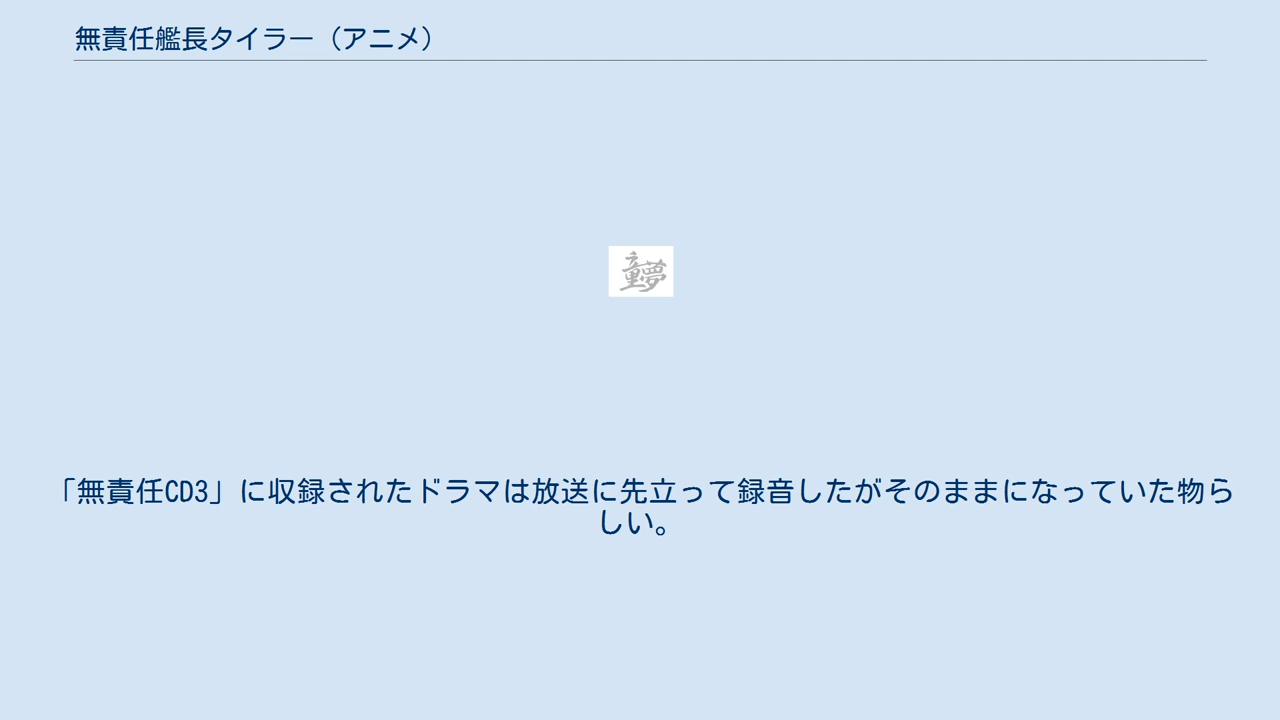 無責任艦長タイラー（アニメ）
童夢
「無責任CD3」に収録されたドラマは放送に先立って録音したがそのままになっていた物ら
しい。